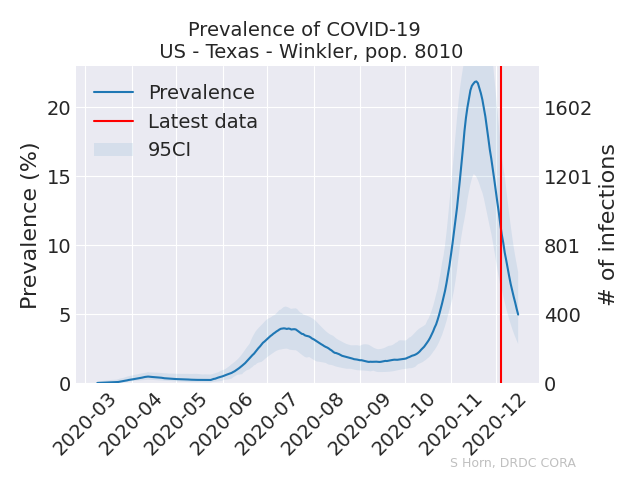 Prevalence of COVID-19
US - Texas - Winkler, pop. 8010
Prevalence
Latest data
95CI
Prevalence (%)
20
15
10
5
0
1602
1201
801
400
0
# of infections
2020-03
2020-04
2020-05
2020-06
2020-07
2020-08
2020-09
2020-10
2020-11
2020-12
S Horn, DRDC CORA